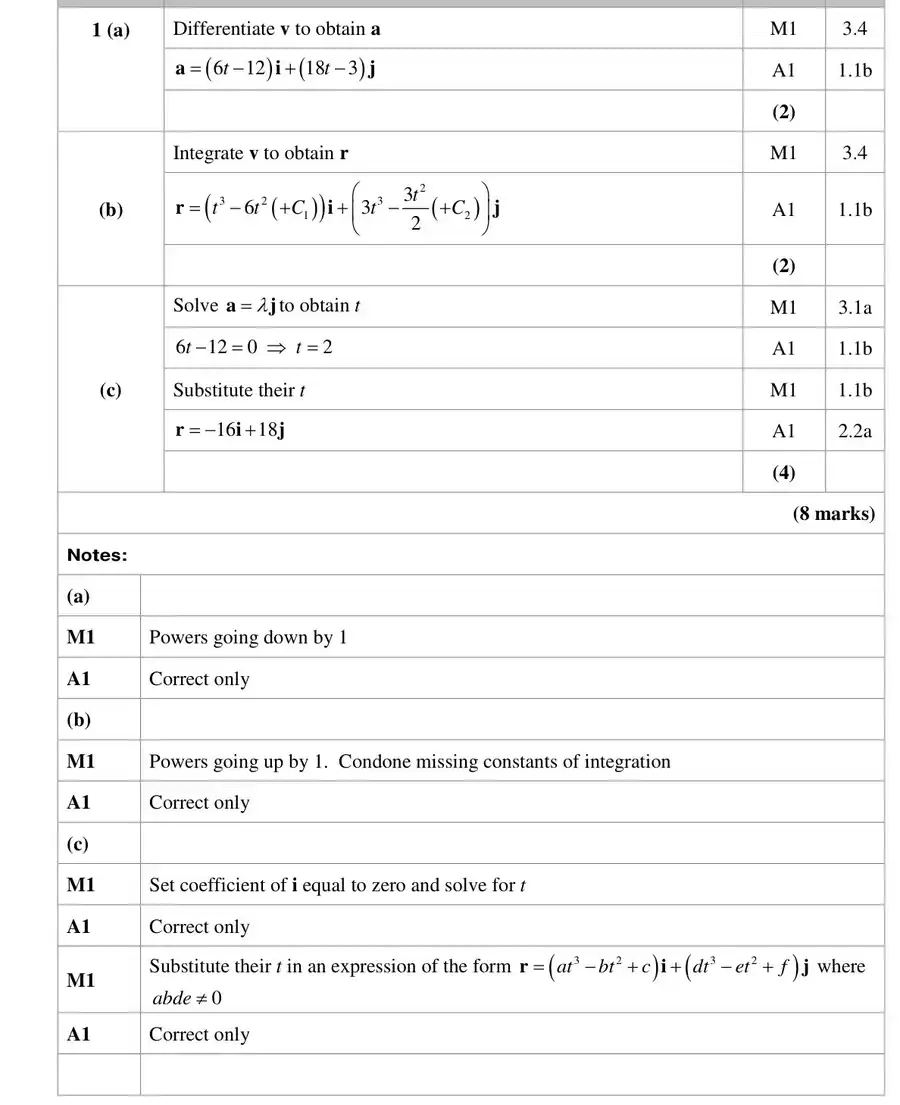 1 (a) Differentiate v to obtain a M1 3.4
a = (6t − 12)i + (18t − 3)j A1 1.1b
(2)
Integrate v to obtain r M1 3.4
(b) r = (t³ − 6t² (+C₁))i + (3t³ − 3t²/2 (+C₂))j A1 1.1b
(2)
Solve a = λj to obtain t M1 3.1a
6t − 12 = 0 ⇒ t = 2 A1 1.1b
(c) Substitute their t M1 1.1b
r = −16i + 18j A1 2.2a
(4)
(8 marks)
Notes:
(a)
M1 Powers going down by 1
A1 Correct only
(b)
M1 Powers going up by 1. Condone missing constants of integration
A1 Correct only
(c)
M1 Set coefficient of i equal to zero and solve for t
A1 Correct only
M1 Substitute their t in an expression of the form r = (at³ − bt² + c)i + (dt³ − et² + f)j where
abde ≠ 0
A1 Correct only